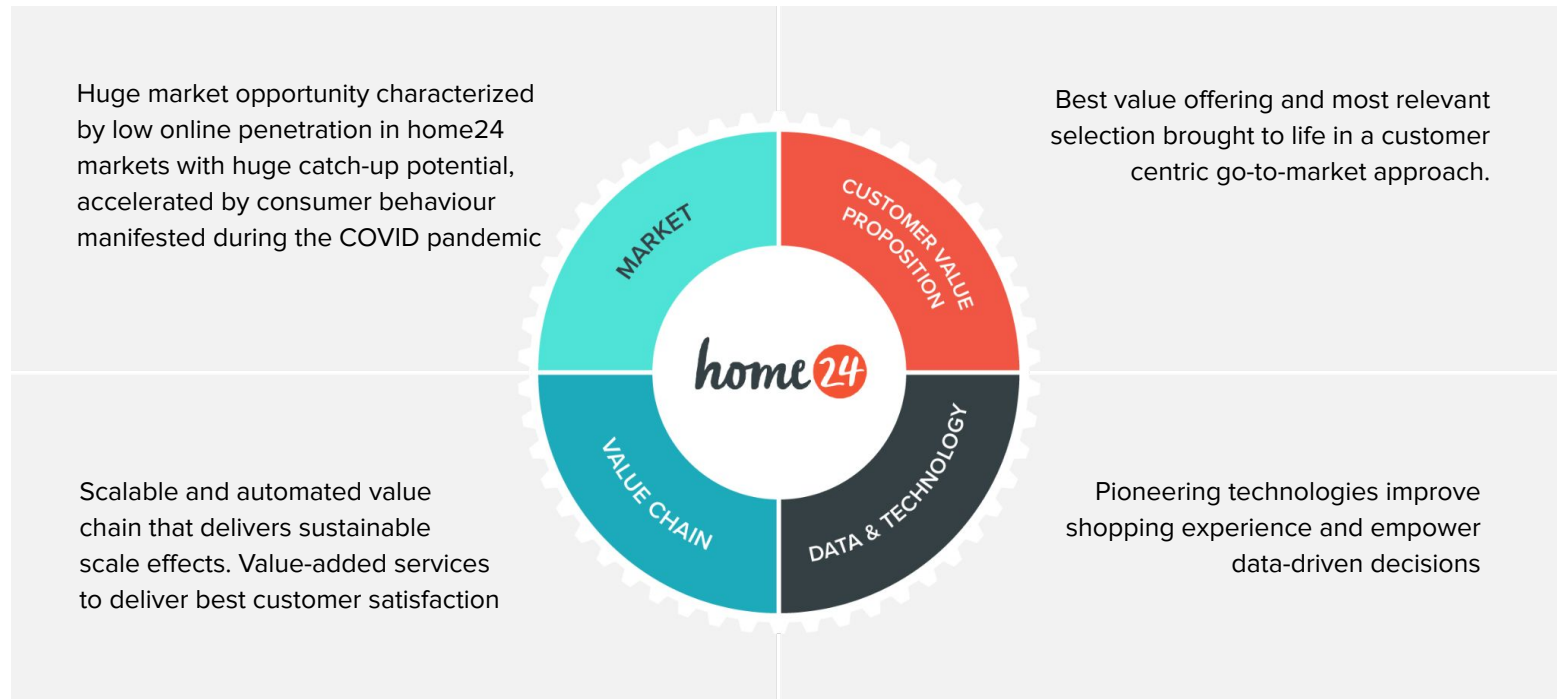 Huge market opportunity characterized
by low online penetration in home24
markets with huge catch-up potential,
accelerated by consumer behaviour
manifested during the COVID pandemic
Best value offering and most relevant
selection brought to life in a customer
centric go-to-market approach.
MARKET
CUSTOMER VALUE
PROPOSITION
home24
VALUE CHAIN
DATA & TECHNOLOGY
Scalable and automated value
chain that delivers sustainable
scale effects. Value-added services
to deliver best customer satisfaction
Pioneering technologies improve
shopping experience and empower
data-driven decisions